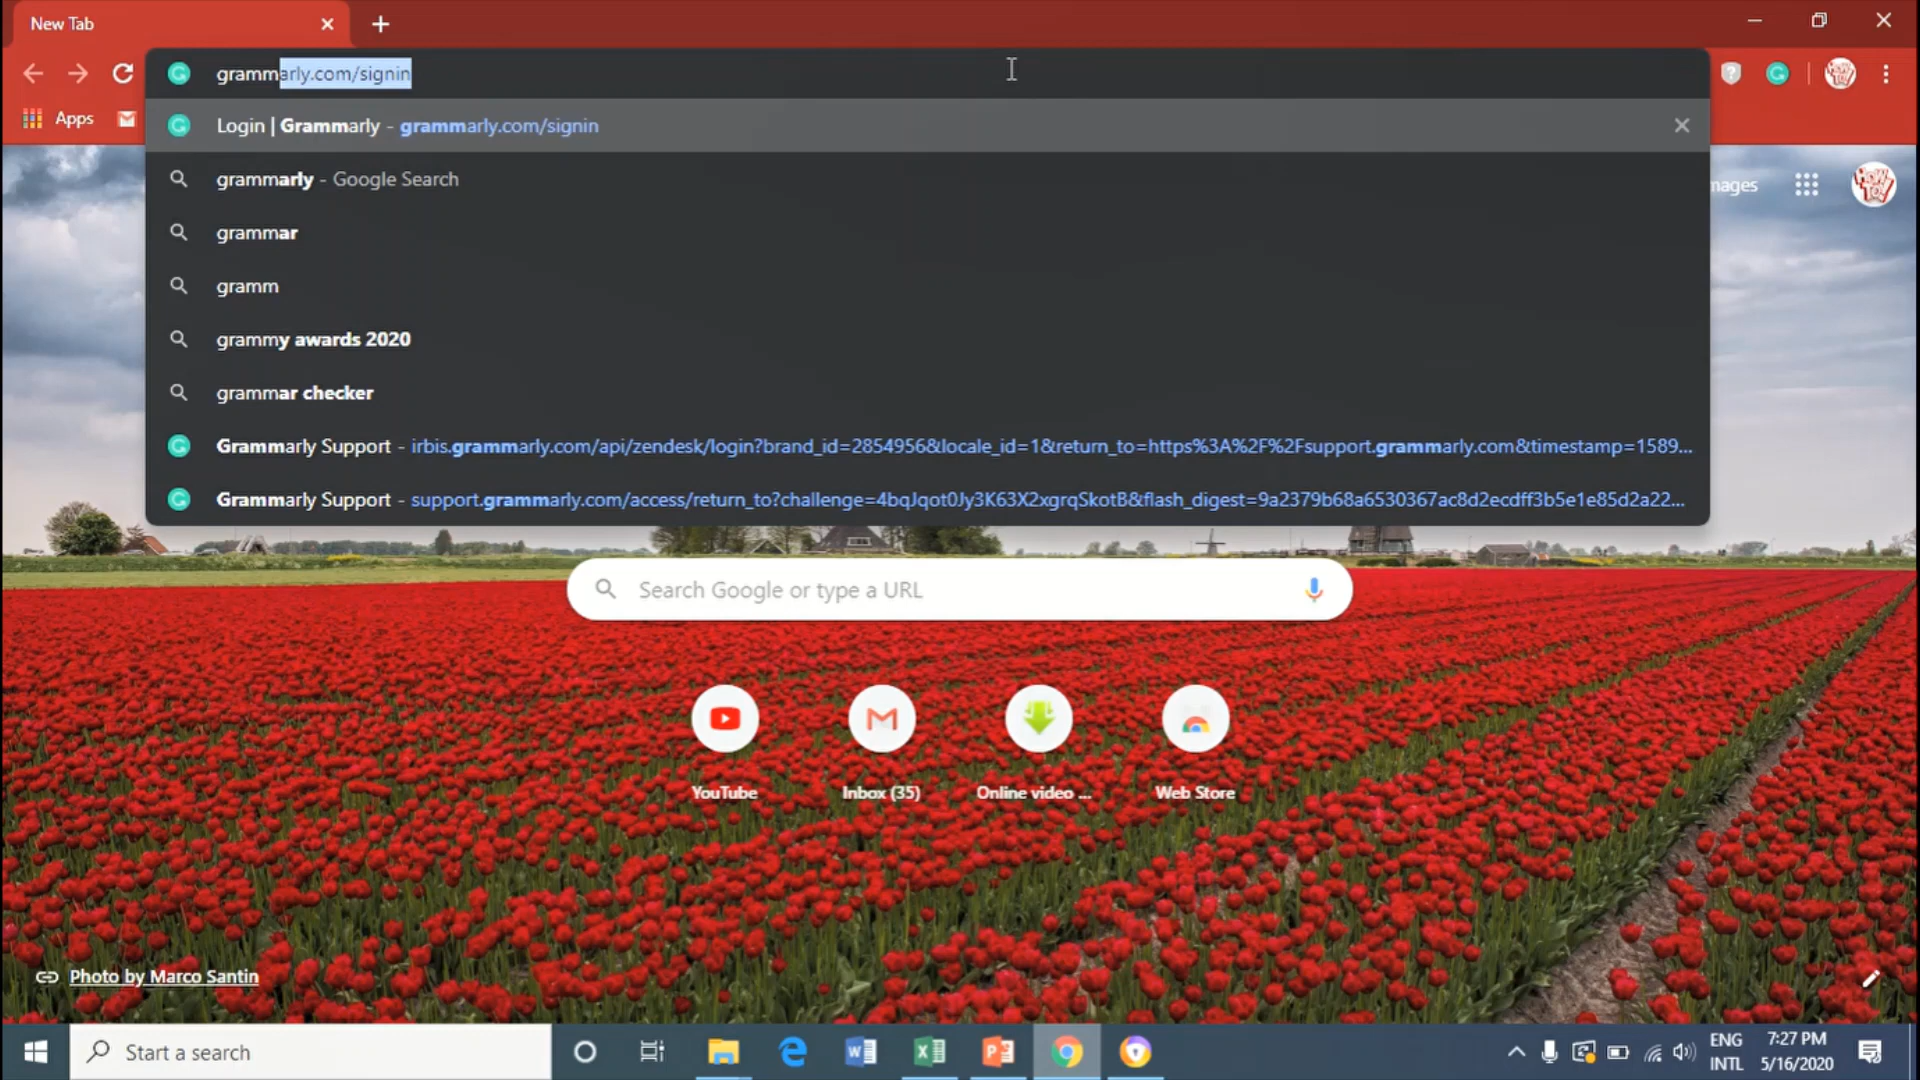 New Tab
grammarly.com/signin
Apps
Login | Grammarly - grammarly.com/signin
grammarly - Google Search
grammar
gramm
grammy awards 2020
grammar checker
Grammarly Support - irbis.grammarly.com/api/zendesk/login?brand_id=2854956&locale_id=1&return_to=https%3A%2F%2Fsupport.grammarly.com&timestamp=1589...
Grammarly Support - support.grammarly.com/access/return_to?challenge=4bqJqot0Jy3K63X2xgrqSkotB&flash_digest=9a2379b68a6530367ac8d2ecdff3b5e1e85d2a22...
mages
HOW TO?
Search Google or type a URL
YouTube
Inbox (35)
Online video ...
Web Store
Photo by Marco Santin
Start a search
ENG
INTL
7:27 PM
5/16/2020